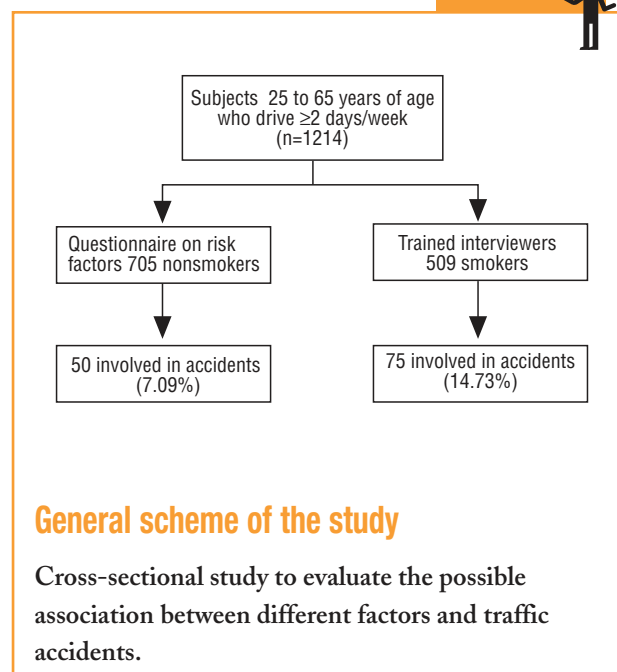 Subjects 25 to 65 years of age
who drive ≥2 days/week
(n=1214)
Questionnaire on risk
factors 705 nonsmokers
Trained interviewers
509 smokers
50 involved in accidents
(7.09%)
75 involved in accidents
(14.73%)
General scheme of the study
Cross-sectional study to evaluate the possible
association between different factors and traffic
accidents.